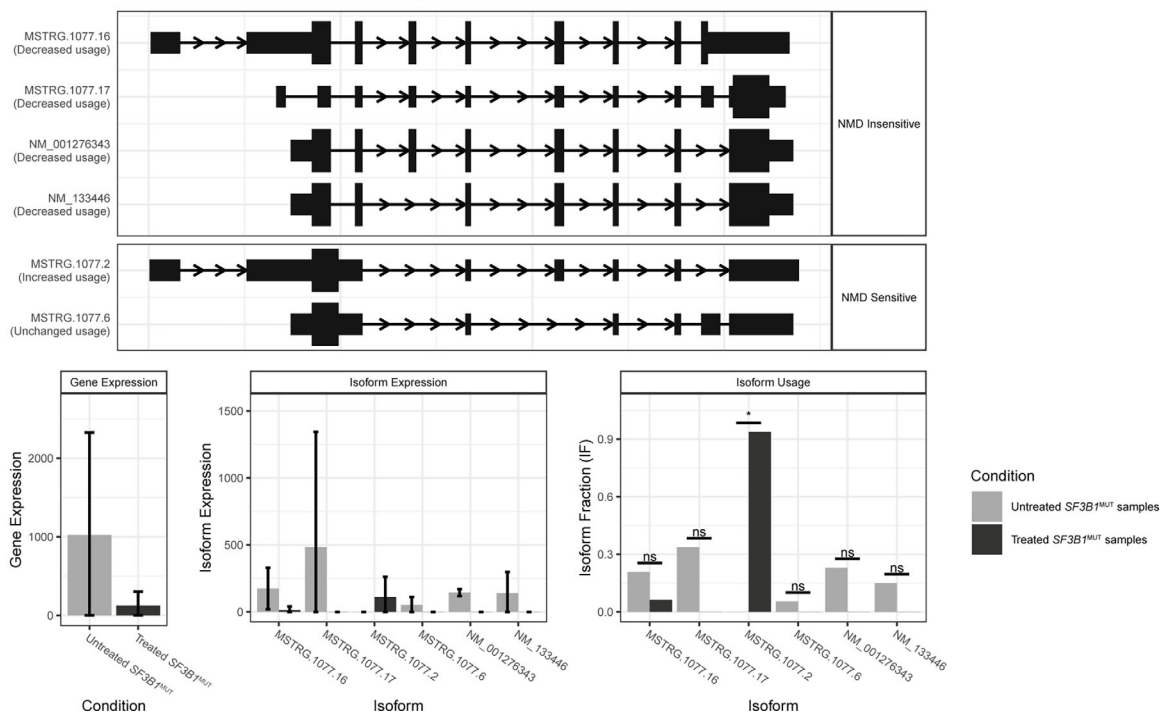 MSTRG.1077.16
(Decreased usage)
MSTRG.1077.17
(Decreased usage)
NM_001276343
(Decreased usage)
NM_133446
(Decreased usage)
NMD Insensitive
MSTRG.1077.2
(Increased usage)
MSTRG.1077.6
(Unchanged usage)
NMD Sensitive
Gene Expression
Gene Expression
2000
1000
0
Untreated SF3B1MUT
Treated SF3B1MUT
Condition
Isoform Expression
Isoform Expression
1500
1000
500
0
MSTRG.1077.16
MSTRG.1077.17
MSTRG.1077.2
MSTRG.1077.6
NM_001276343
NM_133446
Isoform
Isoform Usage
Isoform Fraction (IF)
0.9
0.6
0.3
0.0
ns
ns
*
ns
ns
ns
MSTRG.1077.16
MSTRG.1077.17
MSTRG.1077.2
MSTRG.1077.6
NM_001276343
NM_133446
Isoform
Condition
Untreated SF3B1MUT samples
Treated SF3B1MUT samples